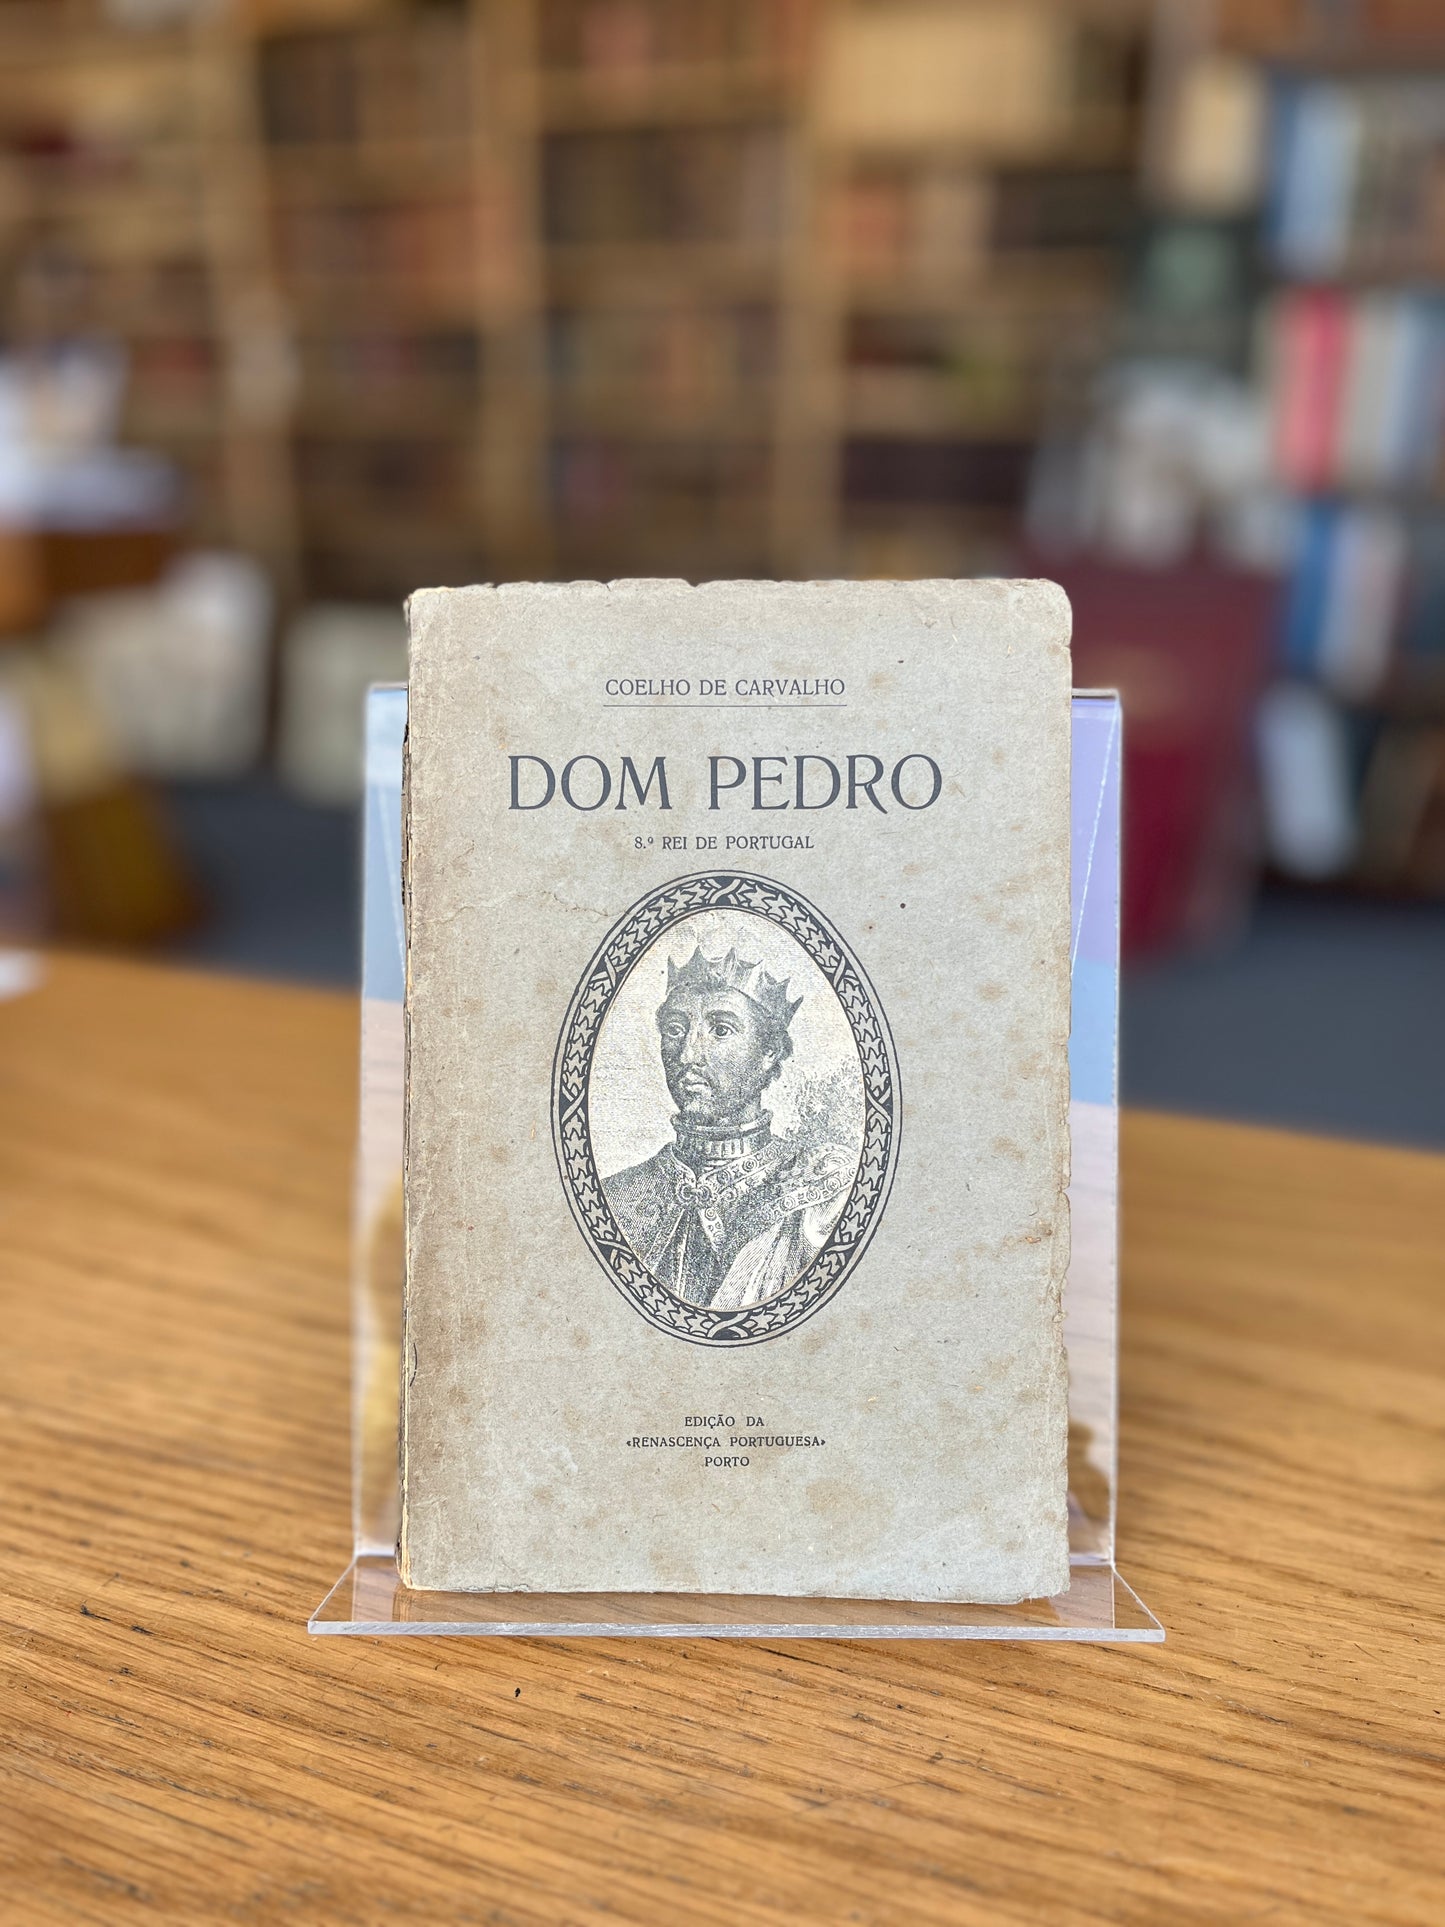 COELHO DE CARVALHO
DOM PEDRO
8.º REI DE PORTUGAL
EDIÇÃO DA
«RENASCENÇA PORTUGUESA»
PORTO